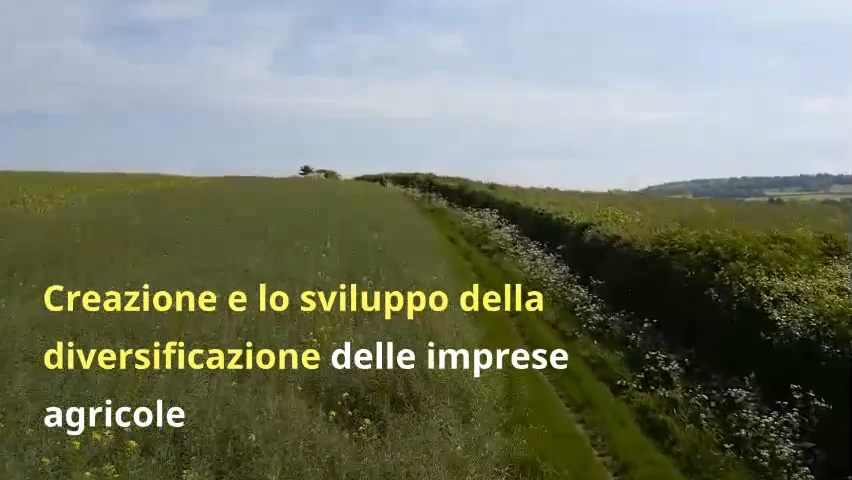 Creazione e lo sviluppo della
diversificazione delle imprese
agricole